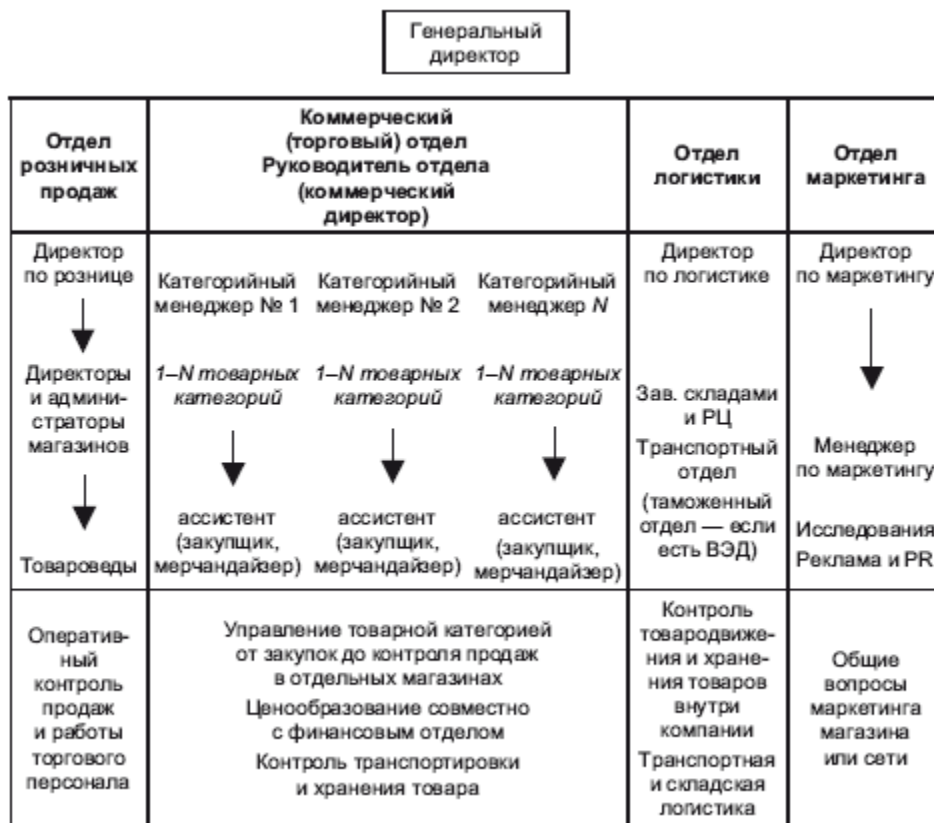 Генеральный
директор
Отдел
розничных
продаж
Коммерческий
(торговый) отдел
Руководитель отдела
(коммерческий
директор)
Отдел
логистики
Отдел
маркетинга
Директор
по рознице
Директоры
и админи-
страторы
магазинов
Товароведы
Категорийный
менеджер № 1
1–N товарных
категорий
ассистент
(закупщик,
мерчандайзер)
Категорийный
менеджер № 2
1–N товарных
категорий
ассистент
(закупщик,
мерчандайзер)
Категорийный
менеджер N
1–N товарных
категорий
ассистент
(закупщик,
мерчандайзер)
Директор
по логистике
Зав. складами
и РЦ
Транспортный
отдел
(таможенный
отдел — если
есть ВЭД)
Директор
по маркетингу
Менеджер
по маркетингу
Исследования
Реклама и PR
Оператив-
ный
контроль
продаж
и работы
торгового
персонала
Управление товарной категорией
от закупок до контроля продаж
в отдельных магазинах
Ценообразование совместно
с финансовым отделом
Контроль транспортировки
и хранения товара
Контроль
товародвиже-
ния и хране-
ния товаров
внутри
компании
Транспортная
и складская
логистика
Общие
вопросы
маркетинга
магазина
или сети